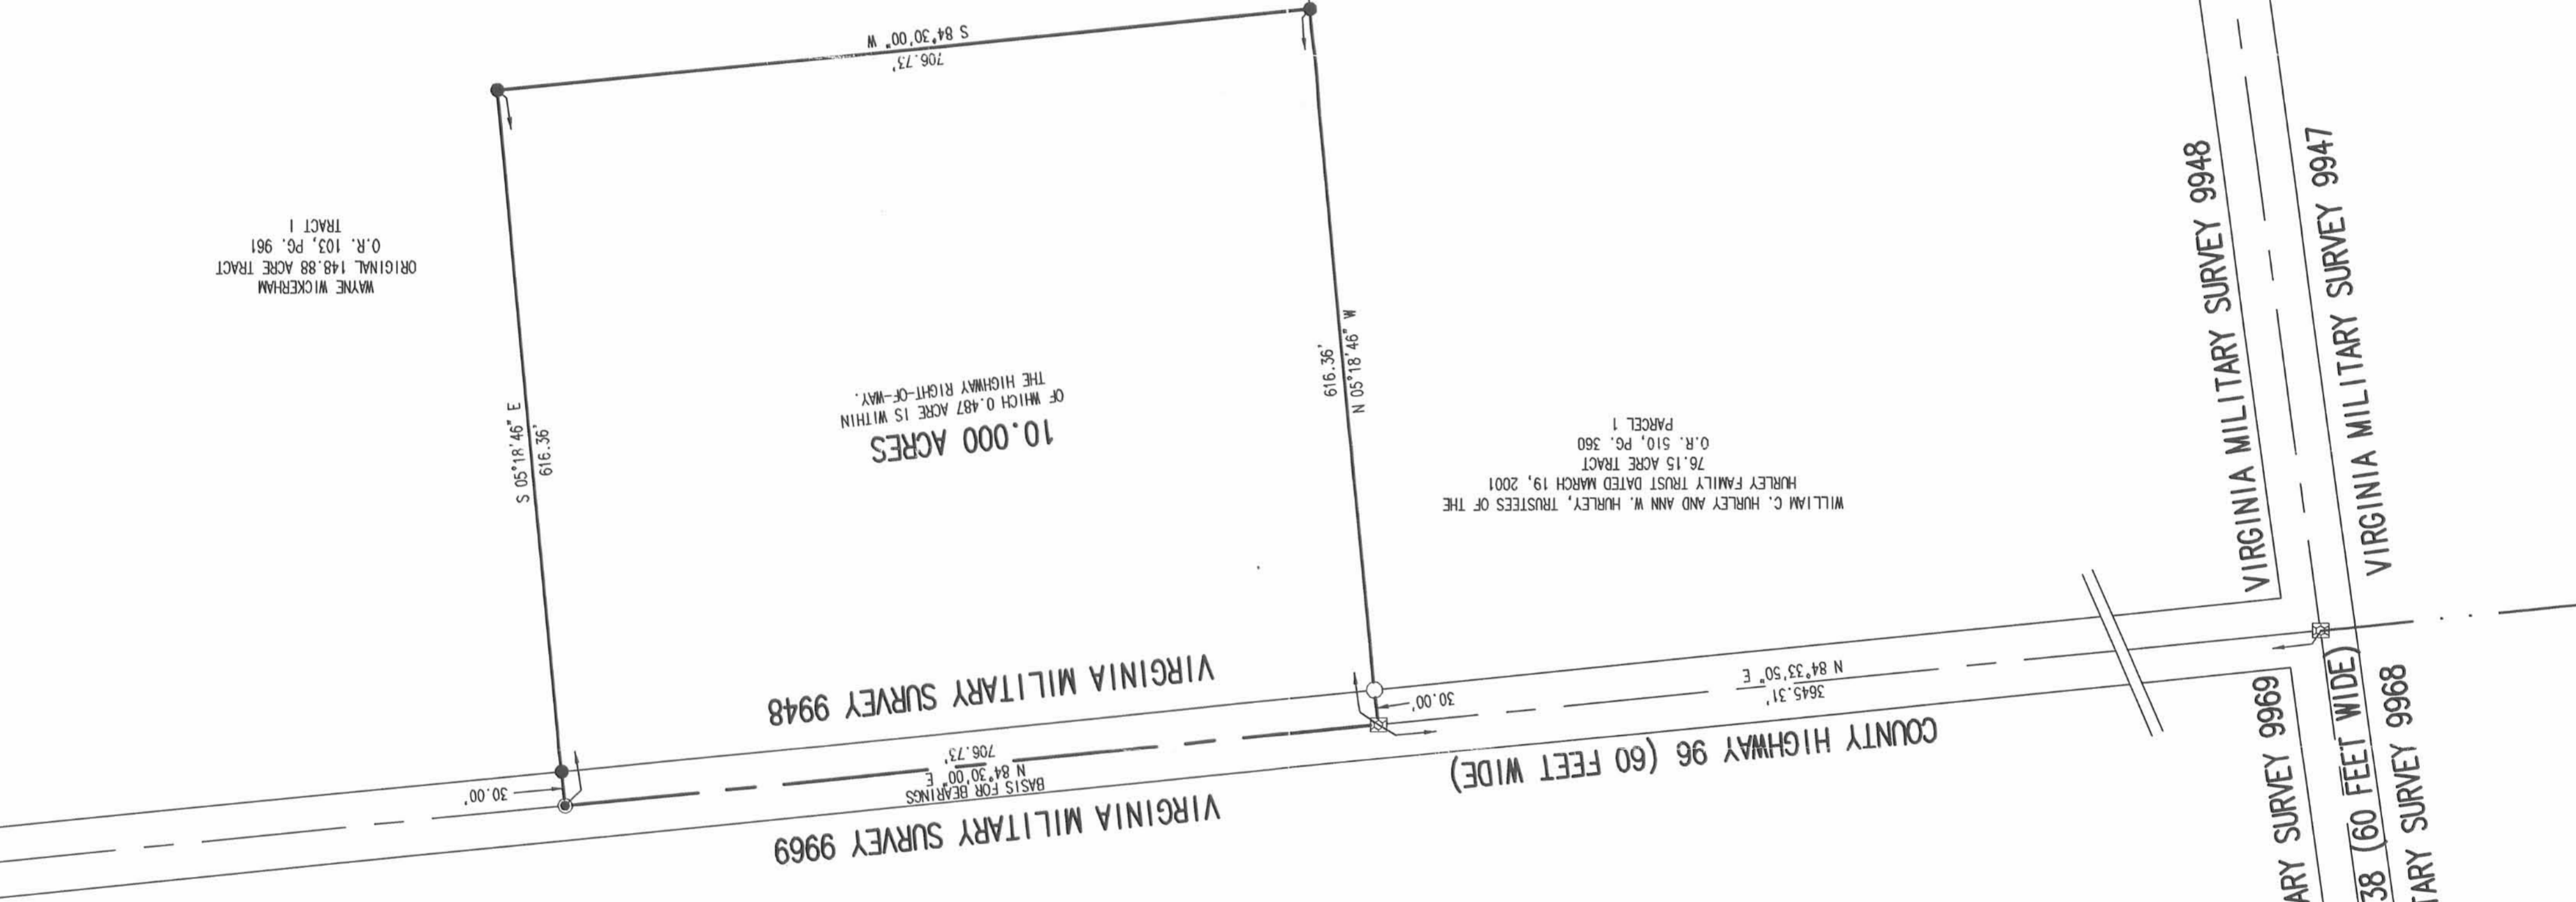 S 84°30'00" W
706.73'
WAYNE WICKERHAM
ORIGINAL 148.88 ACRE TRACT
O.R. 103, PG. 961
TRACT 1
S 05°18'46" E
616.36'
10.000 ACRES
OF WHICH 0.487 ACRE IS WITHIN
THE HIGHWAY RIGHT-OF-WAY.
616.36'
N 05°18'46" W
WILLIAM C. HURLEY AND ANN W. HURLEY, TRUSTEES OF THE
HURLEY FAMILY TRUST DATED MARCH 19, 2001
76.15 ACRE TRACT
O.R. 510, PG. 360
PARCEL 1
VIRGINIA MILITARY SURVEY 9948
VIRGINIA MILITARY SURVEY 9947
VIRGINIA MILITARY SURVEY 9948
30.00'
BASIS FOR BEARINGS
N 84°30'00" E
706.73'
30.00'
3645.31'
N 84°33'50" E
COUNTY HIGHWAY 96 (60 FEET WIDE)
VIRGINIA MILITARY SURVEY 9969
ARY SURVEY 9969
38 (60 FEET WIDE)
TARY SURVEY 9968